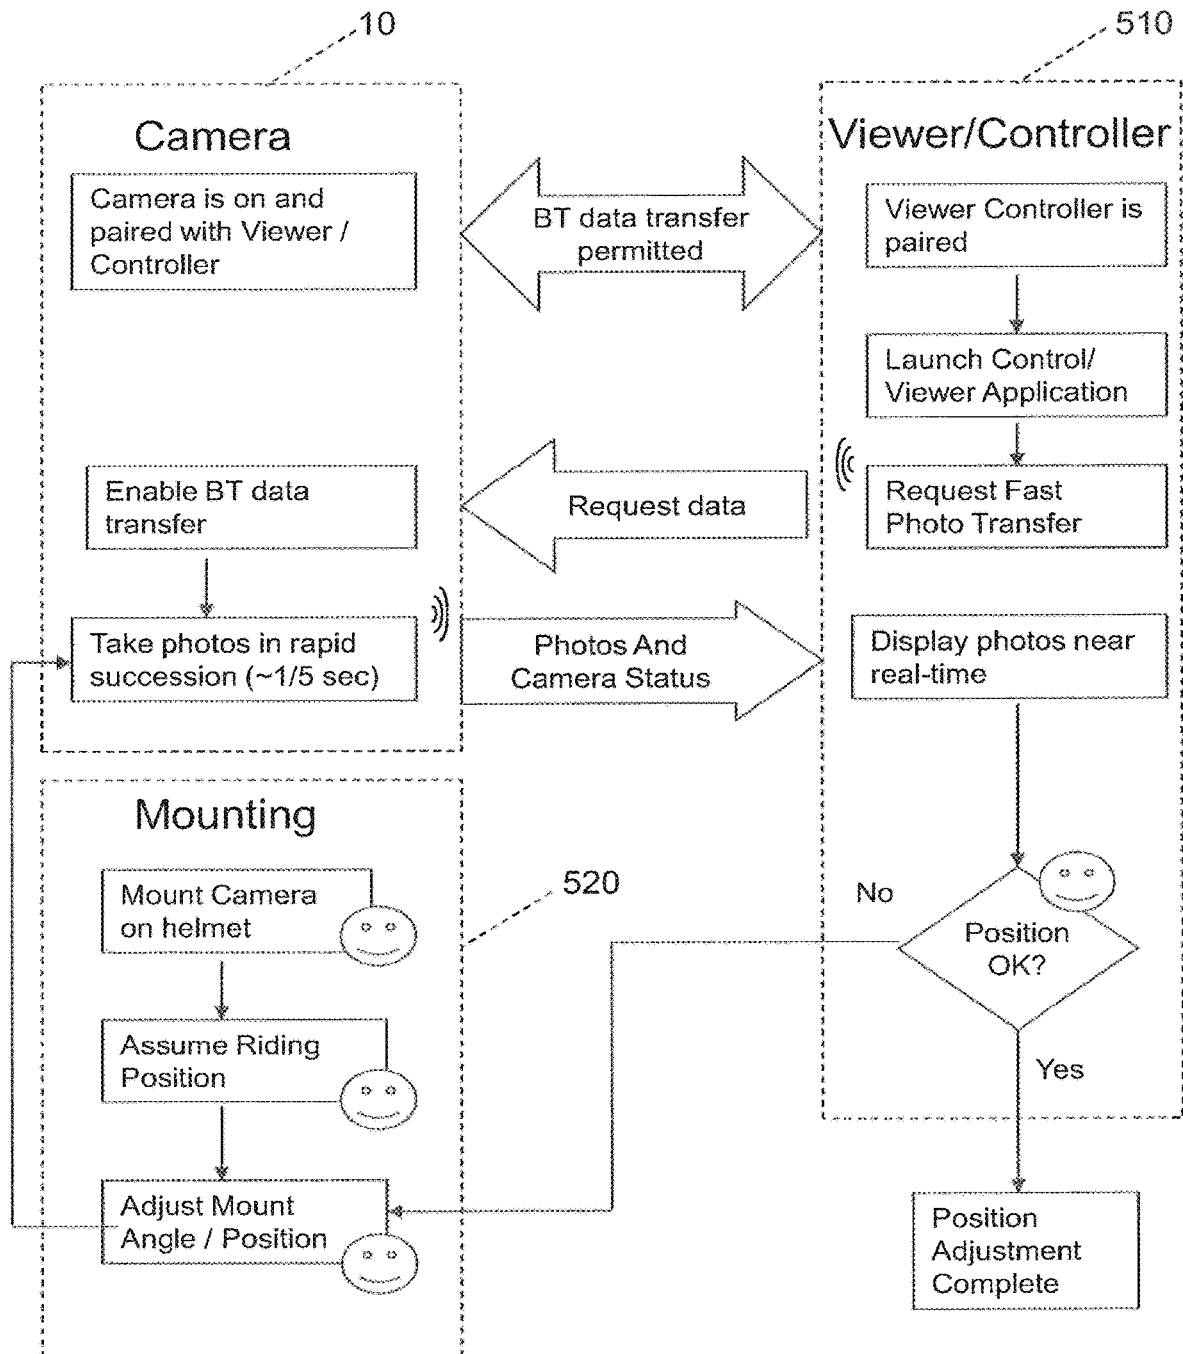 10
510
Camera
Camera is on and
paired with Viewer /
Controller
BT data transfer
permitted
Viewer/Controller
Viewer Controller is
paired
Launch Control/
Viewer Application
Request Fast
Photo Transfer
Request data
Enable BT data
transfer
Take photos in rapid
succession (~1/5 sec)
Photos And
Camera Status
Display photos near
real-time
Mounting
520
Mount Camera
on helmet
Assume Riding
Position
Adjust Mount
Angle / Position
No
Position
OK?
Yes
Position
Adjustment
Complete